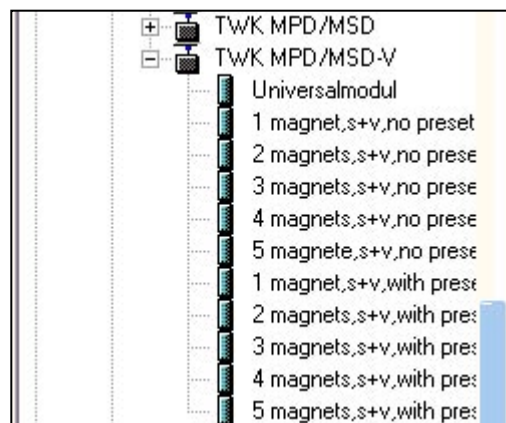 TWK MPD/MSD
TWK MPD/MSD-V
Universalmodul
1 magnet,s+v,no preset
2 magnets,s+v,no prese
3 magnets,s+v,no prese
4 magnets,s+v,no prese
5 magnete,s+v,no prese
1 magnet,s+v,with prese
2 magnets,s+v,with pres
3 magnets,s+v,with pres
4 magnets,s+v,with pres
5 magnets,s+v,with pres